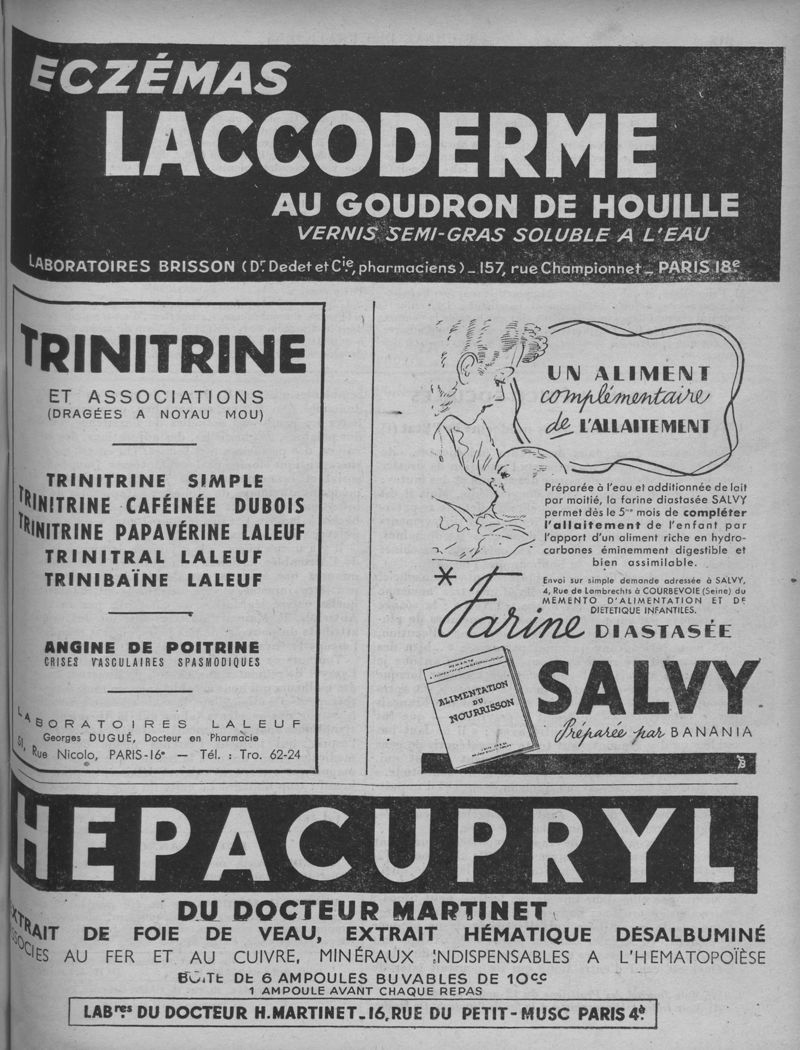 ECZÉMAS
LACCODERME
AU GOUDRON DE HOUILLE
VERNIS SEMI-GRAS SOLUBLE A L'EAU
LABORATOIRES BRISSON (Dr. Dedet et Cie, pharmaciens) _ 157, rue Championnet _ PARIS 18e
TRINITRINE
ET ASSOCIATIONS
(DRAGÉES A NOYAU MOU)
TRINITRINE SIMPLE
TRINITRINE CAFÉINÉE DUBOIS
TRINITRINE PAPAVÉRINE LALEUF
TRINITRAL LALEUF
TRINIBAÏNE LALEUF
ANGINE DE POITRINE
CRISES VASCULAIRES SPASMODIQUES
LABORATOIRES LALEUF
Georges DUGUÉ, Docteur en Pharmacie
51, Rue Nicolo, PARIS-16e — Tél. : Tro. 62-24
UN ALIMENT
complémentaire
de L'ALLAITEMENT
Préparée à l'eau et additionnée de lait
par moitié, la farine diastasée SALVY
permet dès le 5me mois de compléter
l'allaitement de l'enfant par
l'apport d'un aliment riche en hydro-
carbones éminemment digestible et
bien assimilable.
* Envoi sur simple demande adressée à SALVY,
4, Rue de Lambrechts à COURBEVOIE (Seine) du
MEMENTO D'ALIMENTATION ET DE
DIETETIQUE INFANTILES.
Farine DIASTASÉE
SALVY
Préparée par BANANIA
ALIMENTATION
DU
NOURRISSON
HEPACUPRYL
DU DOCTEUR MARTINET
EXTRAIT DE FOIE DE VEAU, EXTRAIT HÉMATIQUE DÉSALBUMINÉ
ASSOCIES AU FER ET AU CUIVRE, MINÉRAUX INDISPENSABLES A L'HEMATOPOÏÈSE
BOITE DE 6 AMPOULES BUVABLES DE 10cc
1 AMPOULE AVANT CHAQUE REPAS
LABres DU DOCTEUR H. MARTINET _ 16, RUE DU PETIT-MUSC PARIS 4e